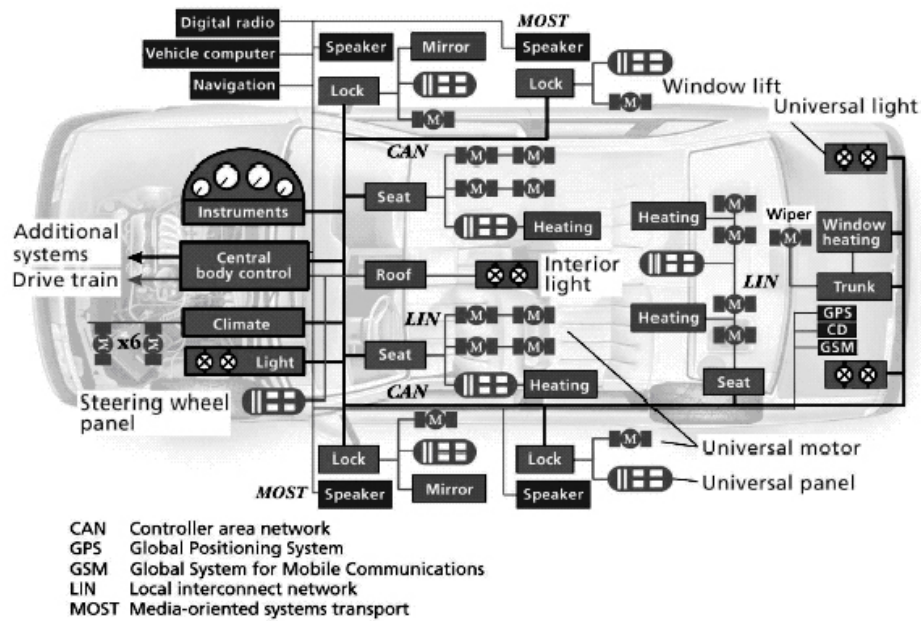 Digital radio
MOST
Vehicle computer
Speaker
Mirror
Speaker
Navigation
Lock
Lock
Window lift
M
M
Universal light
CAN
M
M
Seat
M
M
Heating
Instruments
Heating
M
Wiper
M
M
Window
heating
Additional
systems
Drive train
Central
body control
Roof
Interior
light
LIN
Trunk
GPS
CD
GSM
Climate
LIN
M
M
Heating
M
M
M
x6
M
Light
Seat
M
M
CAN
Heating
Seat
Steering wheel
panel
M
Lock
Lock
M
Universal motor
MOST
Speaker
Mirror
Speaker
Universal panel
CAN Controller area network
GPS Global Positioning System
GSM Global System for Mobile Communications
LIN Local interconnect network
MOST Media-oriented systems transport